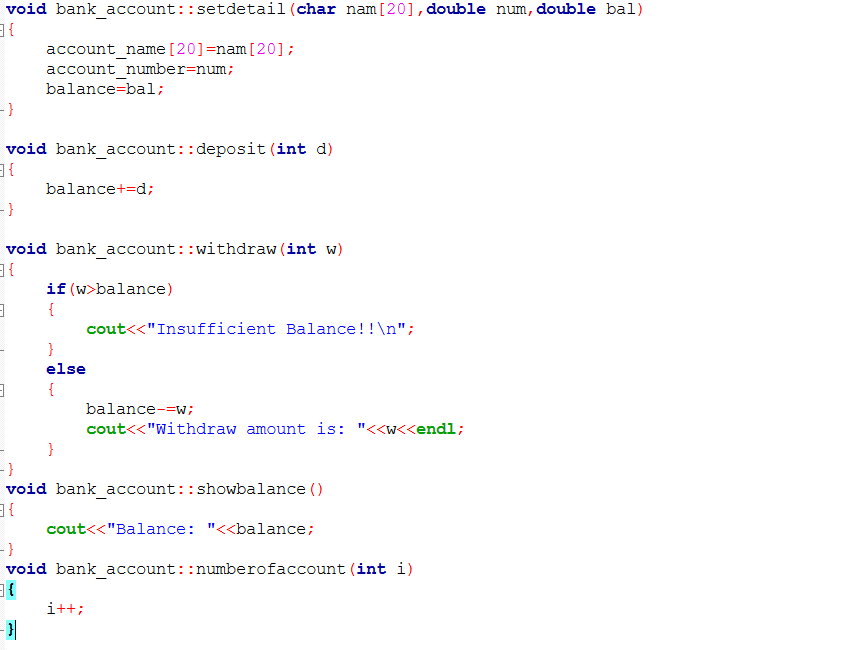 void bank_account::setdetail(char nam[20],double num,double bal)
{
    account_name[20]=nam[20];
    account_number=num;
    balance=bal;
}

void bank_account::deposit(int d)
{
    balance+=d;
}

void bank_account::withdraw(int w)
{
    if(w>balance)
    {
        cout<<"Insufficient Balance!!\n";
    }
    else
    {
        balance-=w;
        cout<<"Withdraw amount is: "<<w<<endl;
    }
}
void bank_account::showbalance()
{
    cout<<"Balance: "<<balance;
}
void bank_account::numberofaccount(int i)
{
    i++;
}